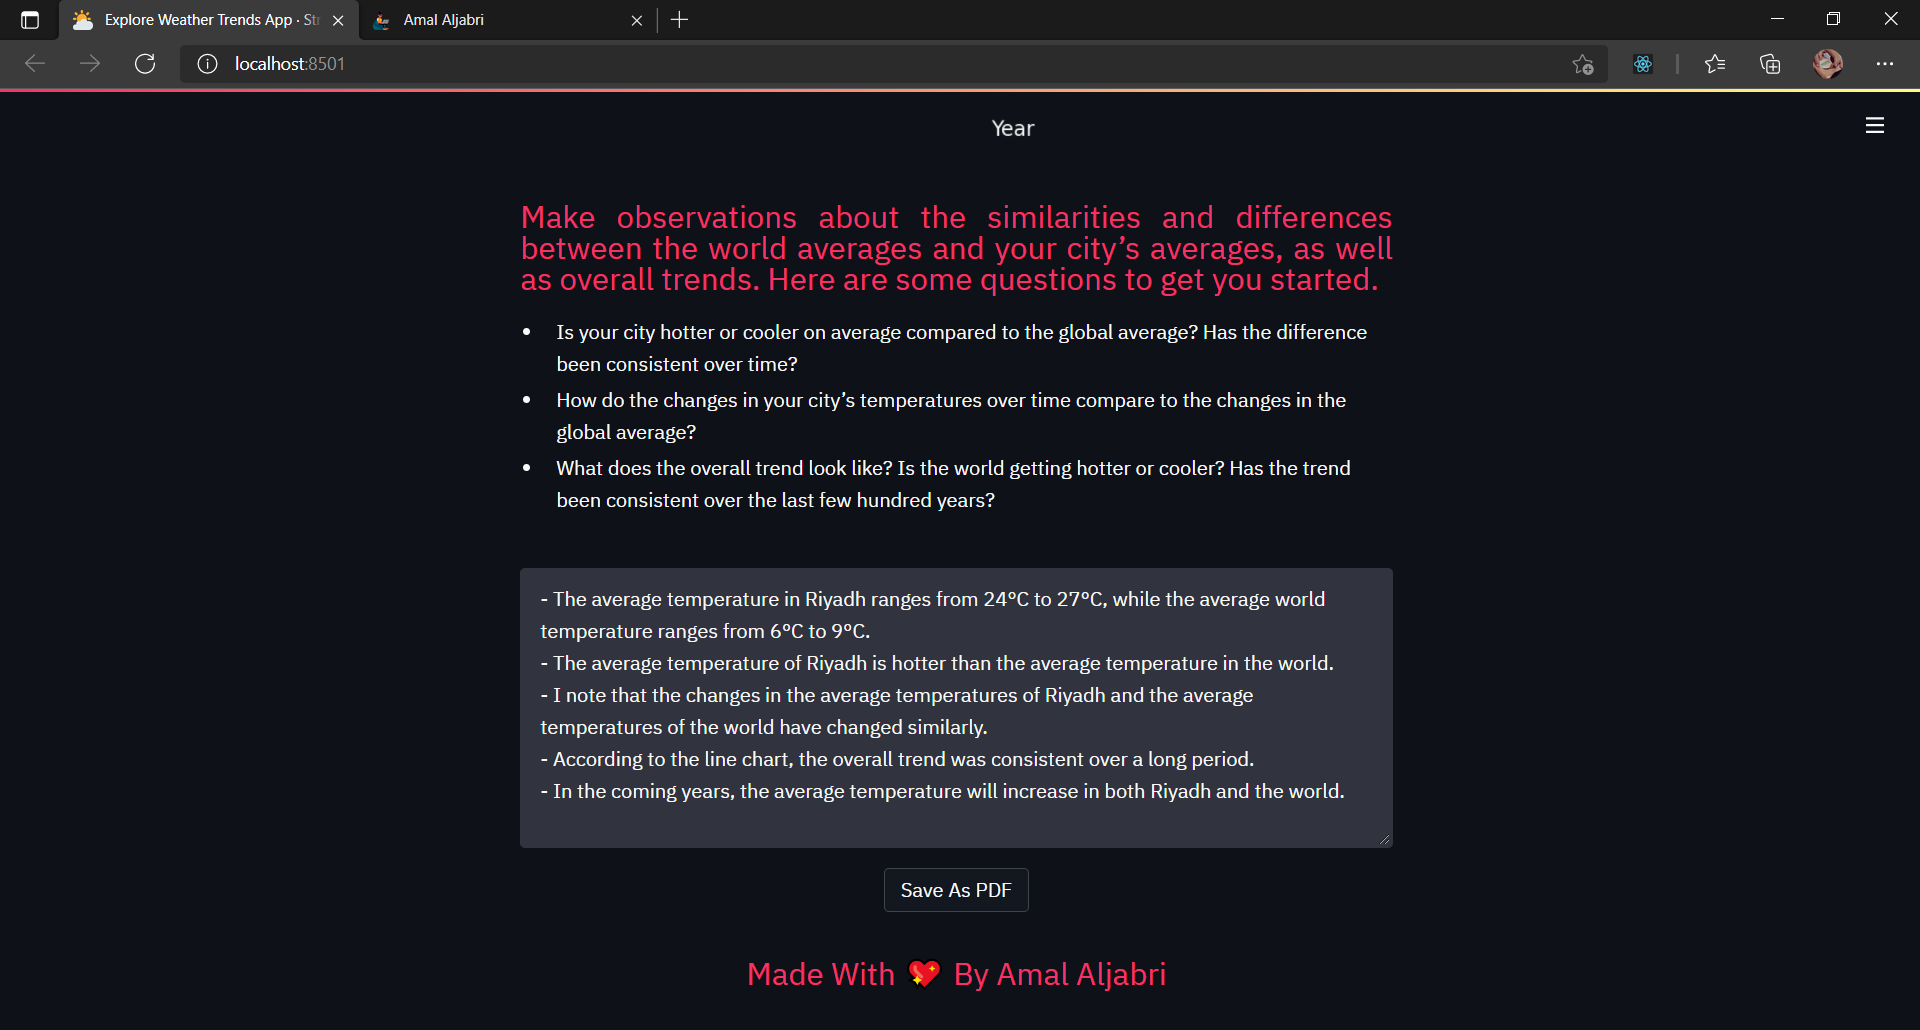 Explore Weather Trends App · St
Amal Aljabri
localhost:8501
Year
Make observations about the similarities and differences
between the world averages and your city’s averages, as well
as overall trends. Here are some questions to get you started.
• Is your city hotter or cooler on average compared to the global average? Has the difference
been consistent over time?
• How do the changes in your city’s temperatures over time compare to the changes in the
global average?
• What does the overall trend look like? Is the world getting hotter or cooler? Has the trend
been consistent over the last few hundred years?
- The average temperature in Riyadh ranges from 24°C to 27°C, while the average world
temperature ranges from 6°C to 9°C.
- The average temperature of Riyadh is hotter than the average temperature in the world.
- I note that the changes in the average temperatures of Riyadh and the average
temperatures of the world have changed similarly.
- According to the line chart, the overall trend was consistent over a long period.
- In the coming years, the average temperature will increase in both Riyadh and the world.
Save As PDF
Made With 💖 By Amal Aljabri